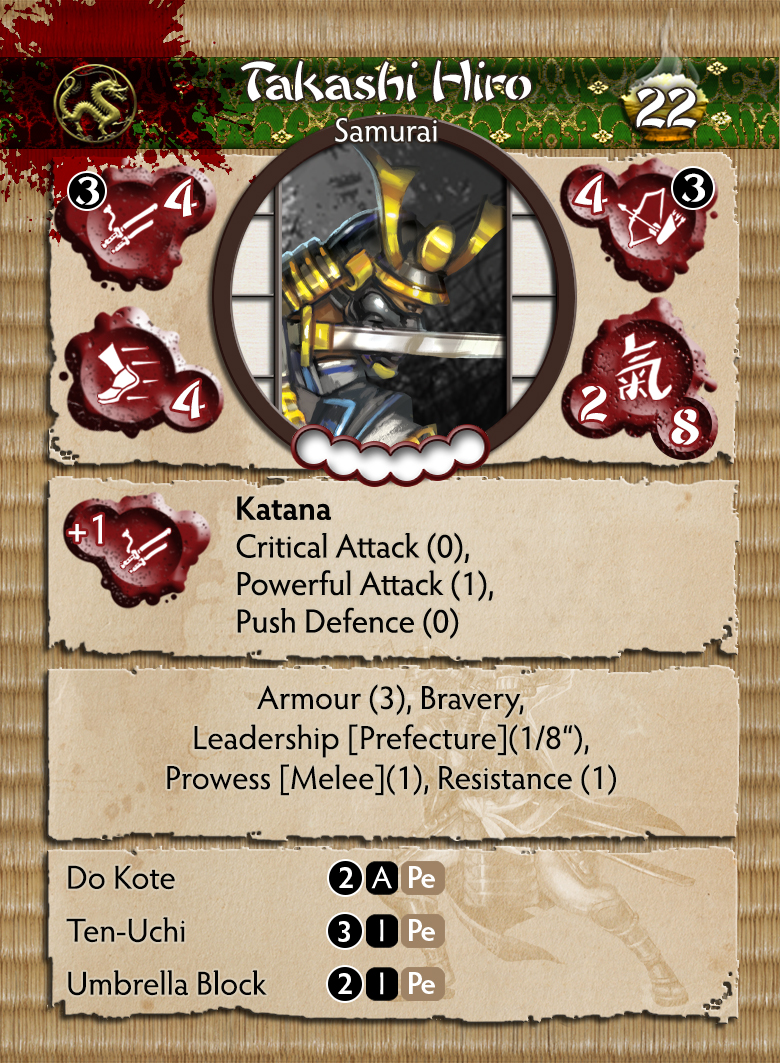 Takashi Hiro
22
Samurai
3 4
4 3
4
氣
2 8
+1
Katana
Critical Attack (0),
Powerful Attack (1),
Push Defence (0)
Armour (3), Bravery,
Leadership [Prefecture](1/8“),
Prowess [Melee](1), Resistance (1)
Do Kote 2 A Pe
Ten-Uchi 3 I Pe
Umbrella Block 2 I Pe